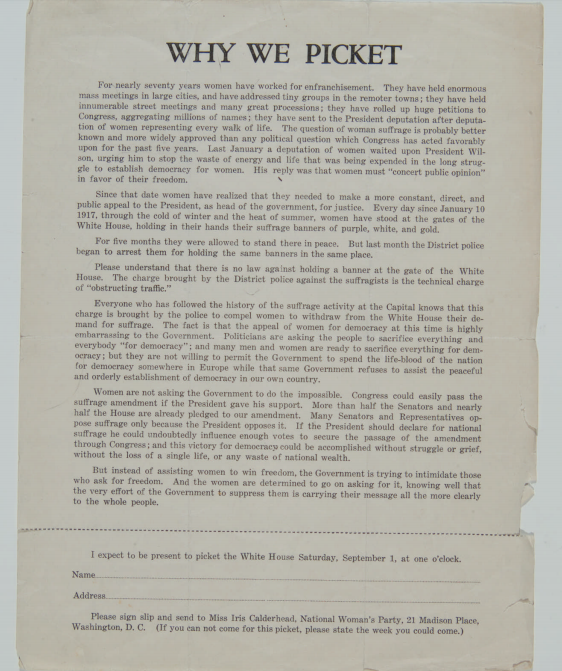 WHY WE PICKET
For nearly seventy years women have worked for enfranchisement. They have held enormous
mass meetings in large cities, and have addressed tiny groups in the remoter towns; they have held
innumerable street meetings and many great processions; they have rolled up huge petitions to
Congress, aggregating millions of names; they have sent to the President deputation after deputa-
tion of women representing every walk of life. The question of woman suffrage is probably better
known and more widely approved than any political question which Congress has acted favorably
upon for the past five years. Last January a deputation of women waited upon President Wil-
son, urging him to stop the waste of energy and life that was being expended in the long strug-
gle to establish democracy for women. His reply was that women must "concert public opinion"
in favor of their freedom.
Since that date women have realized that they needed to make a more constant, direct, and
public appeal to the President, as head of the government, for justice. Every day since January 10
1917, through the cold of winter and the heat of summer, women have stood at the gates of the
White House, holding in their hands their suffrage banners of purple, white, and gold.
For five months they were allowed to stand there in peace. But last month the District police
began to arrest them for holding the same banners in the same place.
Please understand that there is no law against holding a banner at the gate of the White
House. The charge brought by the District police against the suffragists is the technical charge
of "obstructing traffic."
Everyone who has followed the history of the suffrage activity at the Capital knows that this
charge is brought by the police to compel women to withdraw from the White House their de-
mand for suffrage. The fact is that the appeal of women for democracy at this time is highly
embarrassing to the Government. Politicians are asking the people to sacrifice everything and
everybody "for democracy"; and many men and women are ready to sacrifice everything for dem-
ocracy; but they are not willing to permit the Government to spend the life-blood of the nation
for democracy somewhere in Europe while that same Government refuses to assist the peaceful
and orderly establishment of democracy in our own country.
Women are not asking the Government to do the impossible. Congress could easily pass the
suffrage amendment if the President gave his support. More than half the Senators and nearly
half the House are already pledged to our amendment. Many Senators and Representatives op-
pose suffrage only because the President opposes it. If the President should declare for national
suffrage he could undoubtedly influence enough votes to secure the passage of the amendment
through Congress; and this victory for democracy could be accomplished without struggle or grief,
without the loss of a single life, or any waste of national wealth.
But instead of assisting women to win freedom, the Government is trying to intimidate those
who ask for freedom. And the women are determined to go on asking for it, knowing well that
the very effort of the Government to suppress them is carrying their message all the more clearly
to the whole people.
I expect to be present to picket the White House Saturday, September 1, at one o'clock.
Name
Address
Please sign slip and send to Miss Iris Calderhead, National Woman's Party, 21 Madison Place,
Washington, D. C. (If you can not come for this picket, please state the week you could come.)